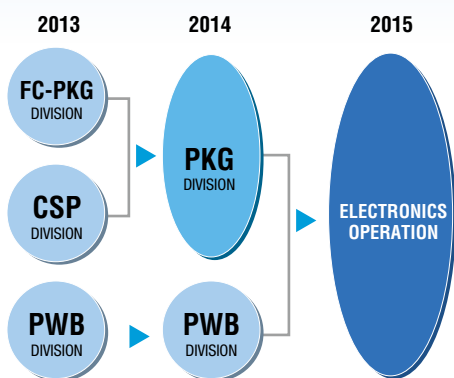 2013
2014
2015
FC-PKG
DIVISION
CSP
DIVISION
PWB
DIVISION
PKG
DIVISION
PWB
DIVISION
ELECTRONICS
OPERATION